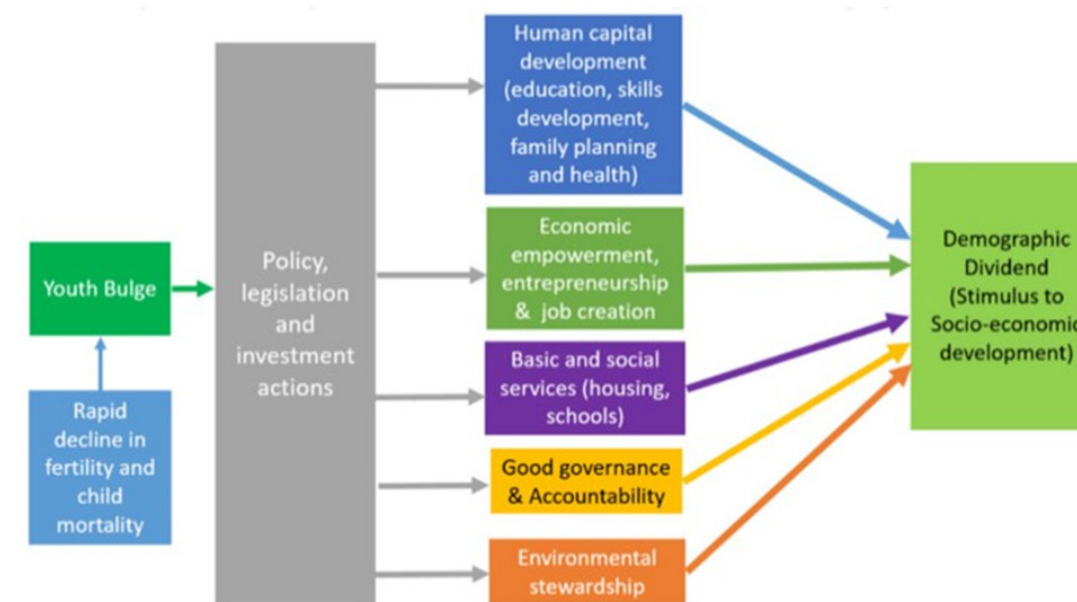 Rapid
decline in
fertility and
child
mortality
Youth Bulge
Policy,
legislation
and
investment
actions
Human capital
development
(education, skills
development,
family planning
and health)
Economic
empowerment,
entrepreneurship
& job creation
Basic and social
services (housing,
schools)
Good governance
& Accountability
Environmental
stewardship
Demographic
Dividend
(Stimulus to
Socio-economic
development)